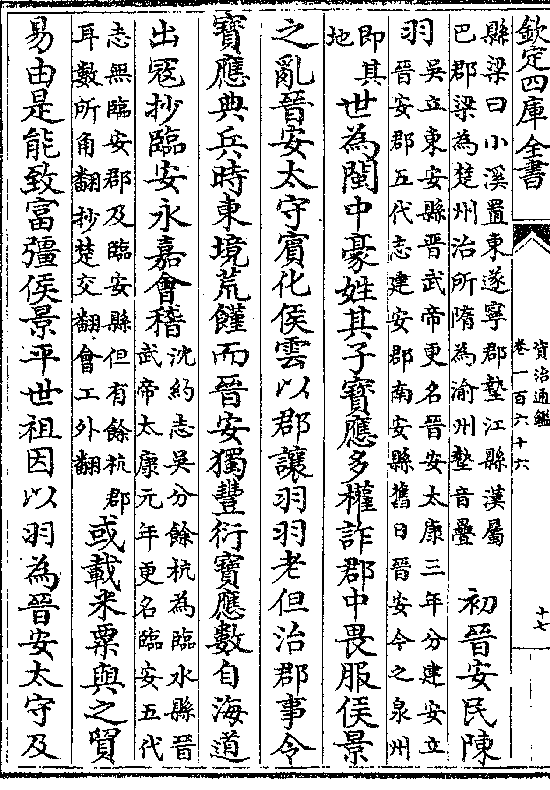 欽定四庫全書
資治通鑑
卷一百六十六
十七
縣梁曰小溪置東遂寧郡墊江縣漢屬
巴郡梁為楚州治所隋為渝州墊音疊
初晉安民陳
羽
吳立東安縣晉武帝更名晉安太康三年分建安立
晉安郡五代志建安郡南安縣舊曰晉安今之泉州
即其
地
世為閩中豪姓其子寶應多權詐郡中畏服侯景
之亂晉安太守賓化侯雲以郡讓羽羽老但治郡事令
寶應典兵時東境荒饉而晉安獨豐衍寶應數自海道
出寇抄臨安永嘉會稽
沈約志吳分餘杭為臨水縣晉
武帝太康元年更名臨安五代
志無臨安郡及臨安縣但有餘杭郡
耳數所角翻抄楚交翻會工外翻
或載米粟與之貿
易由是能致富彊侯景平世祖因以羽為晉安太守及